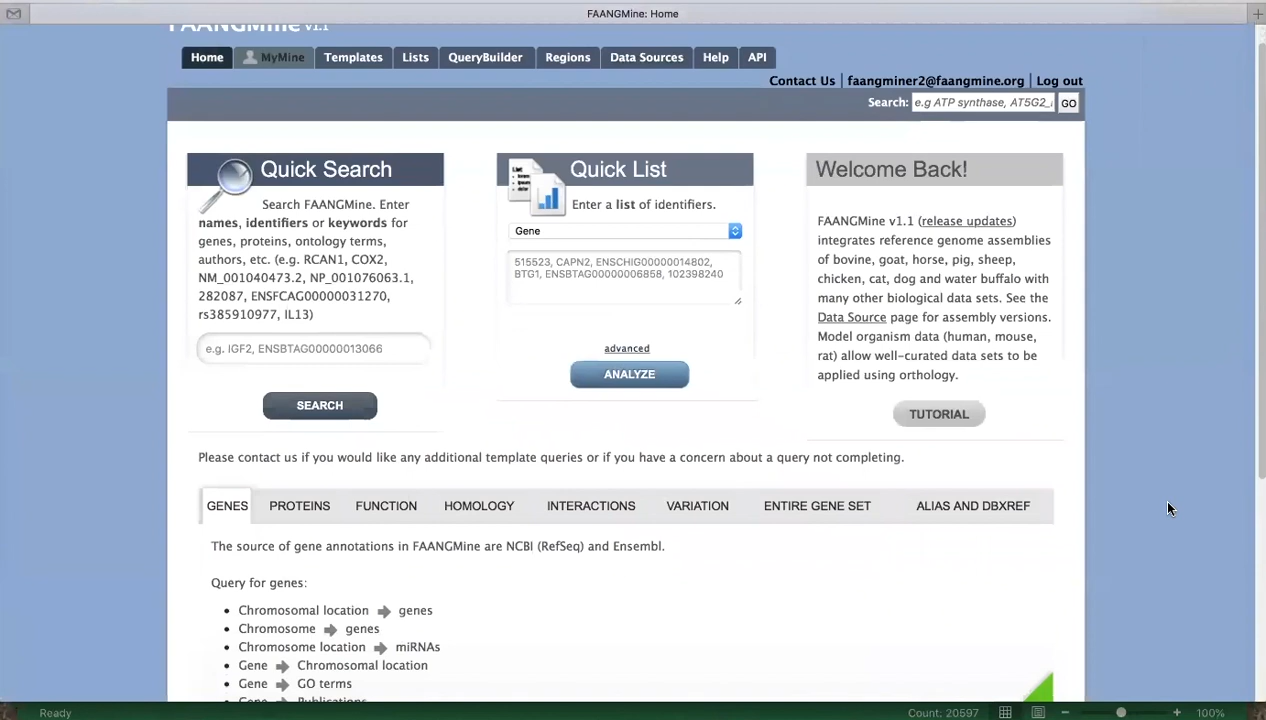 FAANGMine: Home
FAANGMine v1.1
Home MyMine Templates Lists QueryBuilder Regions Data Sources Help API
Contact Us | faangminer2@faangmine.org | Log out
Search: e.g ATP synthase, AT5G2_ GO
Quick Search
Search FAANGMine. Enter
names, identifiers or keywords for
genes, proteins, ontology terms,
authors, etc. (e.g. RCAN1, COX2,
NM_001040473.2, NP_001076063.1,
282087, ENSFCAG00000031270,
rs385910977, IL13)
e.g. IGF2, ENSBTAG00000013066
SEARCH
Quick List
Enter a list of identifiers.
Gene
515523, CAPN2, ENSCHIG00000014802,
BTG1, ENSBTAG00000006858, 102398240
advanced
ANALYZE
Welcome Back!
FAANGMine v1.1 (release updates)
integrates reference genome assemblies
of bovine, goat, horse, pig, sheep,
chicken, cat, dog and water buffalo with
many other biological data sets. See the
Data Source page for assembly versions.
Model organism data (human, mouse,
rat) allow well-curated data sets to be
applied using orthology.
TUTORIAL
Please contact us if you would like any additional template queries or if you have a concern about a query not completing.
GENES PROTEINS FUNCTION HOMOLOGY INTERACTIONS VARIATION ENTIRE GENE SET ALIAS AND DBXREF
The source of gene annotations in FAANGMine are NCBI (RefSeq) and Ensembl.
Query for genes:
Chromosomal location genes
Chromosome genes
Chromosome location miRNAs
Gene Chromosomal location
Gene GO terms
Gene Publications
Ready Count: 20597 100%